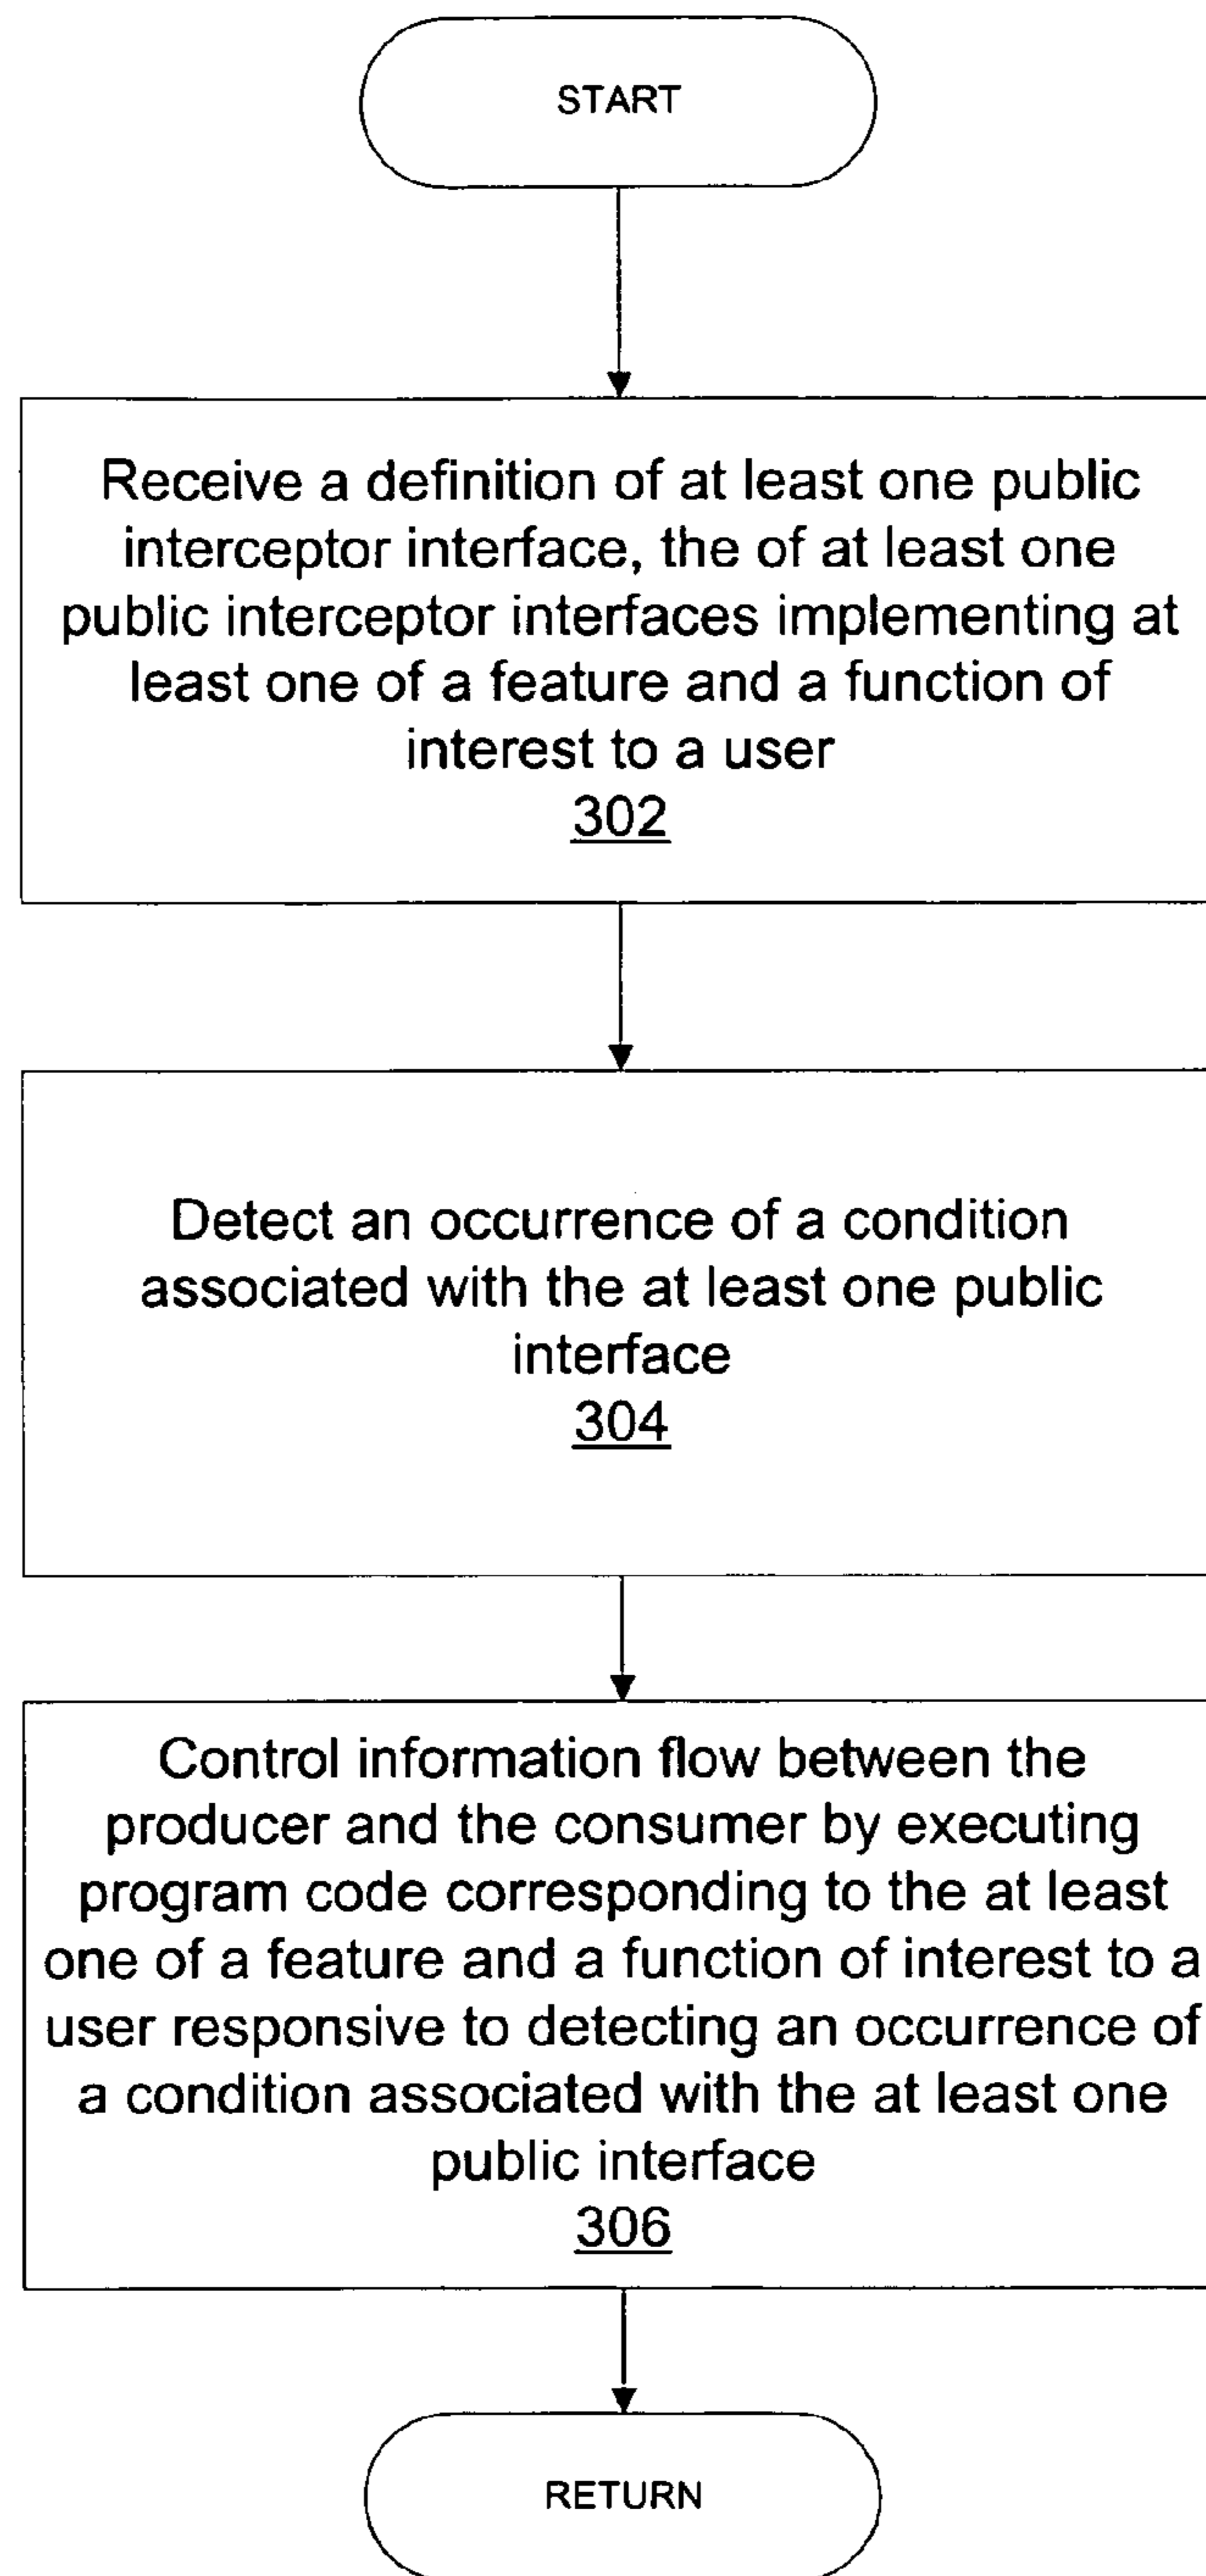 START
Receive a definition of at least one public
interceptor interface, the of at least one
public interceptor interfaces implementing at
least one of a feature and a function of
interest to a user
302
Detect an occurrence of a condition
associated with the at least one public
interface
304
Control information flow between the
producer and the consumer by executing
program code corresponding to the at least
one of a feature and a function of interest to a
user responsive to detecting an occurrence of
a condition associated with the at least one
public interface
306
RETURN